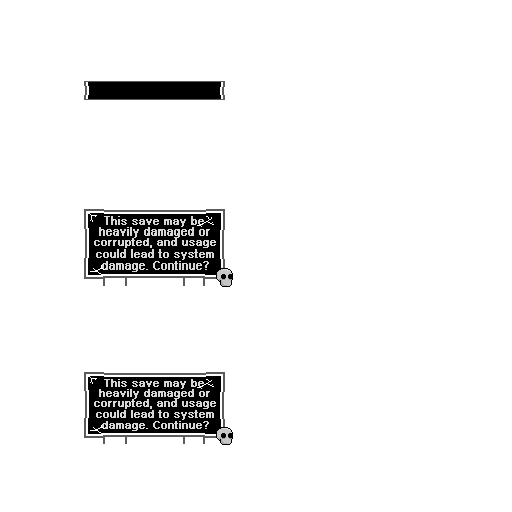 This save may be
heavily damaged or
corrupted, and usage
could lead to system
damage. Continue?
This save may be
heavily damaged or
corrupted, and usage
could lead to system
damage. Continue?